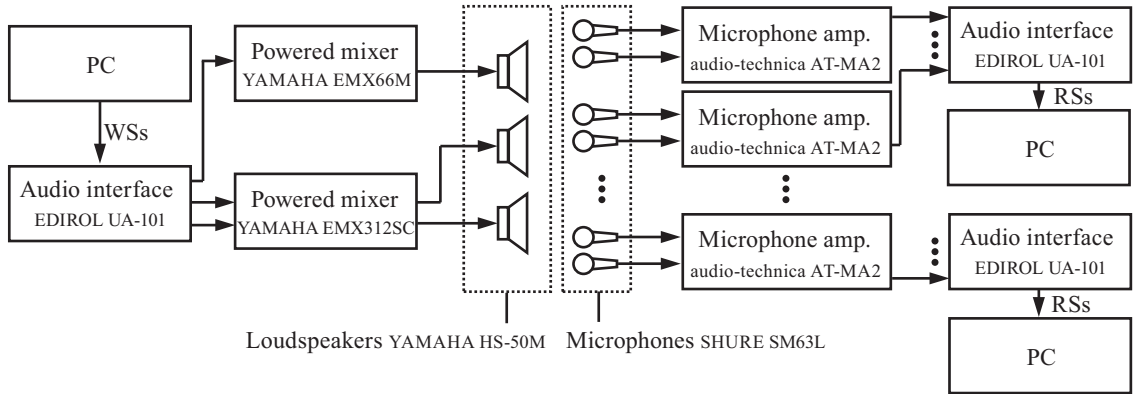 PC
WSs
Audio interface
EDIROL UA-101
Powered mixer
YAMAHA EMX66M
Powered mixer
YAMAHA EMX312SC
Loudspeakers YAMAHA HS-50M
Microphones SHURE SM63L
Microphone amp.
audio-technica AT-MA2
Microphone amp.
audio-technica AT-MA2
Microphone amp.
audio-technica AT-MA2
Audio interface
EDIROL UA-101
RSs
PC
Audio interface
EDIROL UA-101
RSs
PC